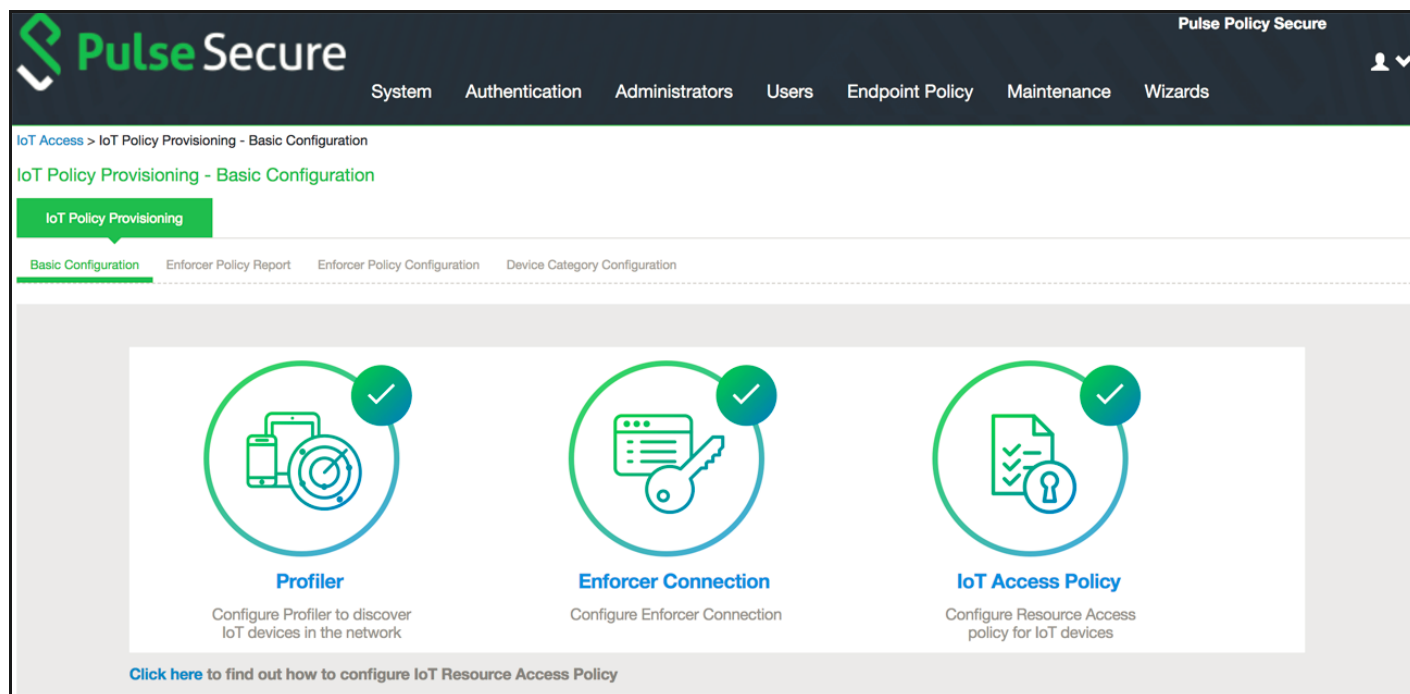 Pulse Policy Secure
Pulse Secure
System Authentication Administrators Users Endpoint Policy Maintenance Wizards
IoT Access > IoT Policy Provisioning - Basic Configuration
IoT Policy Provisioning - Basic Configuration
IoT Policy Provisioning
Basic Configuration Enforcer Policy Report Enforcer Policy Configuration Device Category Configuration
Profiler
Configure Profiler to discover
IoT devices in the network
Enforcer Connection
Configure Enforcer Connection
IoT Access Policy
Configure Resource Access
policy for IoT devices
Click here to find out how to configure IoT Resource Access Policy